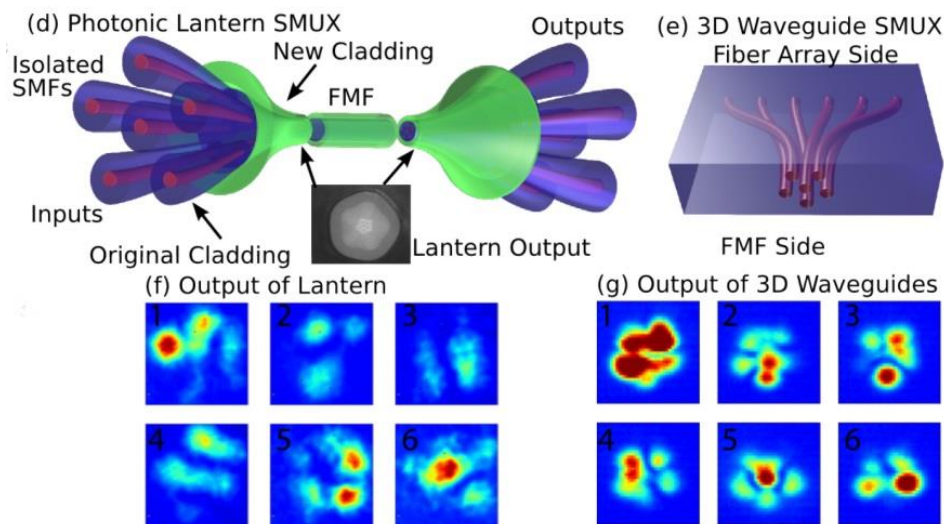 (d) Photonic Lantern SMUX
New Cladding
Isolated
SMFs
FMF
Inputs
Original Cladding
Outputs
Lantern Output
(e) 3D Waveguide SMUX
Fiber Array Side
FMF Side
(f) Output of Lantern
1 2 3
4 5 6
(g) Output of 3D Waveguides
1 2 3
4 5 6